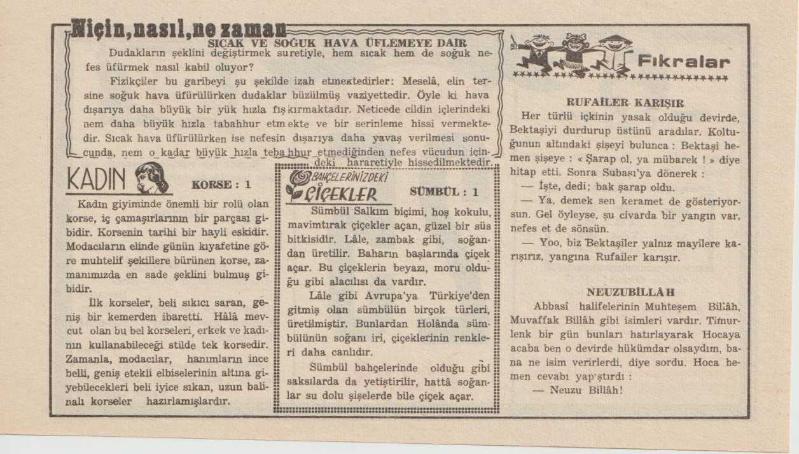 Niçin, nasıl, ne zaman
SICAK VE SOĞUK HAVA ÜFLEMEYE DAİR
Dudakların şeklini değiştirmek suretiyle, hem sıcak hem de soğuk ne-
fes üfürmek nasıl kabil oluyor?
Fizikçiler bu garibeyi şu şekilde izah etmektedirler: Meselâ, elin ter-
sine soğuk hava üfürülürken dudaklar büzülmüş vaziyettedir. Öyle ki hava
dışarıya daha büyük bir yük hızla fışkırmaktadır. Neticede cildin içlerindeki
nem daha büyük hızla tabahhur etmekte ve bir serinleme hissi vermekte-
dir. Sıcak hava üfürülürken ise nefesin dışarıya daha yavaş verilmesi sonu-
cunda, nem o kadar büyük hızla tebahhur etmediğinden nefes vücudun için-
deki hararetiyle hissedilmektedir.
KADIN
KORSE : 1
Kadın giyiminde önemli bir rolü olan
korse, iç çamaşırlarının bir parçası gi-
bidir. Korsenin tarihi bir hayli eskidir.
Modacıların elinde günün kıyafetine gö-
re muhtelif şekillere bürünen korse, za-
manımızda en sade şeklini bulmuş gi-
bidir.
İlk korseler, beli sıkıcı saran, ge-
niş bir kemerden ibaretti. Hâlâ mev-
cut olan bu bel korseleri, erkek ve kadı-
nın kullanabileceği stilde tek korsedir.
Zamanla, modacılar, hanımların ince
belli, geniş etekli elbiselerinin altına gi-
yebilecekleri beli iyice sıkan, uzun bali-
nalı korseler hazırlamışlardır.
BAHÇELERİNİZDEKİ
ÇİÇEKLER
SÜMBÜL : 1
Sümbül Salkım biçimi, hoş kokulu,
mavimtırak çiçekler açan, güzel bir süs
bitkisidir. Lâle, zambak gibi, soğan-
dan üretilir. Baharın başlarında çiçek
açar. Bu çiçeklerin beyazı, moru oldu-
ğu gibi alacılısı da vardır.
Lâle gibi Avrupa'ya Türkiye'den
gitmiş olan sümbülün birçok türleri,
üretilmiştir. Bunlardan Holânda süm-
bülünün soğanı iri, çiçeklerinin renkle-
ri daha canlıdır.
Sümbül bahçelerinde olduğu gibi
saksılarda da yetiştirilir, hattâ soğan-
lar su dolu şişelerde bile çiçek açar.
Fıkralar
RUFAİLER KARIŞIR
Her türlü içkinin yasak olduğu devirde,
Bektaşiyi durdurup üstünü aradılar. Koltu-
ğunun altındaki şişeyi bulunca : Bektaşi he-
men şişeye : « Şarap ol, ya mübarek ! » diye
hitap etti. Sonra Subası'ya dönerek :
— İşte, dedi; bak şarap oldu.
— Ya, demek sen keramet de gösteriyor-
sun. Gel öyleyse, şu civarda bir yangın var,
nefes et de sönsün.
— Yoo, biz Bektaşiler yalnız mayilere ka-
rışırız, yangına Rufailer karışır.
NEUZUBİLLÂH
Abbasî halifelerinin Muhteşem Billâh,
Muvaffak Billâh gibi isimleri vardır. Timur-
lenk bir gün bunları hatırlayarak Hocaya
acaba ben o devirde hükümdar olsaydım, ba-
na ne isim verirlerdi, diye sordu. Hoca he-
men cevabı yapıştırdı :
— Neuzu Billâh!